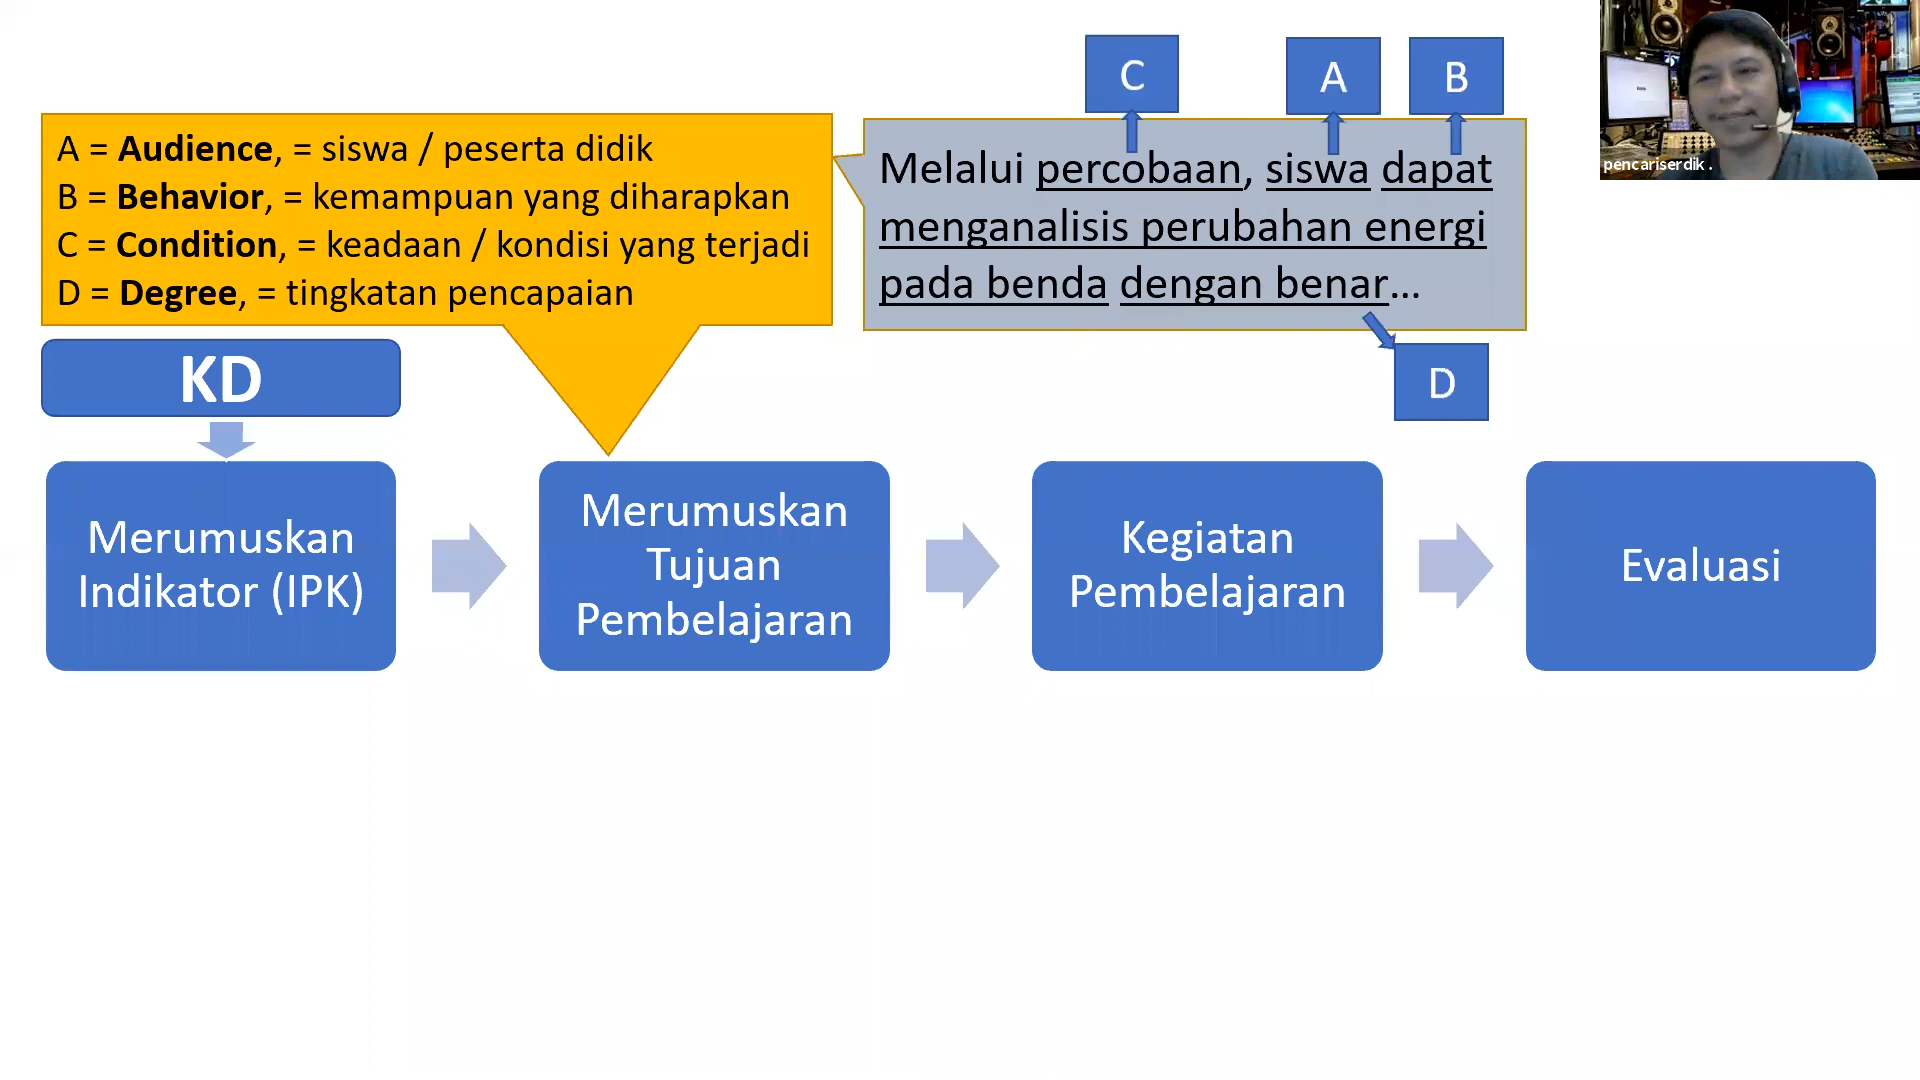 C
A
B
A = Audience, = siswa / peserta didik
B = Behavior, = kemampuan yang diharapkan
C = Condition, = keadaan / kondisi yang terjadi
D = Degree, = tingkatan pencapaian
Melalui percobaan, siswa dapat
menganalisis perubahan energi
pada benda dengan benar...
D
pencariserdik .
KD
Merumuskan
Indikator (IPK)
Merumuskan
Tujuan
Pembelajaran
Kegiatan
Pembelajaran
Evaluasi